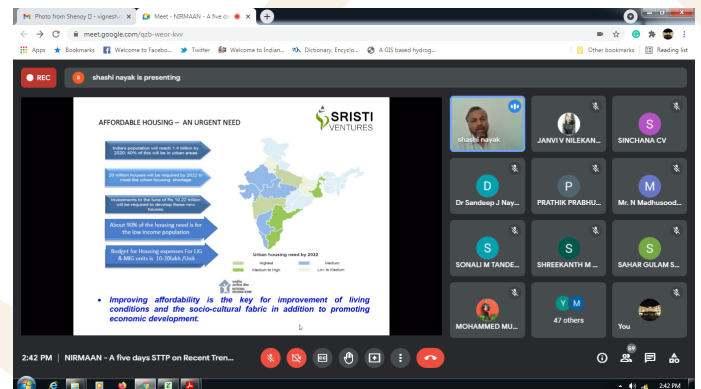 Photo from Shenoy D - vignesh.c
Meet - NIRMAAN - A five da
meet.google.com/qzb-weor-kvv
Apps
Bookmarks
Welcome to Facebo...
Twitter
Welcome to Indian...
Dictionary, Encyclo...
A GIS based hydrog...
Other bookmarks
Reading list
REC
shashi nayak is presenting
AFFORDABLE HOUSING – AN URGENT NEED
SRISTI
VENTURES
India's population will reach 1.4 billion by
2020; 40% of this will be in urban areas
30 million houses will be required by 2022 to
meet the urban housing shortage
Investments to the tune of Rs 10.22 million
will be required to develop these new
houses
About 90% of the housing need is for
the low income population
Budget for Housing expenses For LIG
& MIG units is 10-20lakh /Unit
Urban housing need by 2022
Highest
Medium
Medium to High
Low to Medium
NATIONAL
HOUSING BANK
• Improving affordability is the key for improvement of living
conditions and the socio-cultural fabric in addition to promoting
economic development.
shashi nayak
JANVI V NILEKAN...
S
SINCHANA CV
D
Dr Sandeep J Nay...
P
PRATHIK PRABHU...
M
Mr. N Madhusood...
S
SONALI M TANDE...
S
SHREEKANTH M ...
S
SAHAR GULAM S...
MOHAMMED MU...
Y M
47 others
You
2:42 PM | NIRMAAN - A five days STTP on Recent Tren...
59
2:42 PM